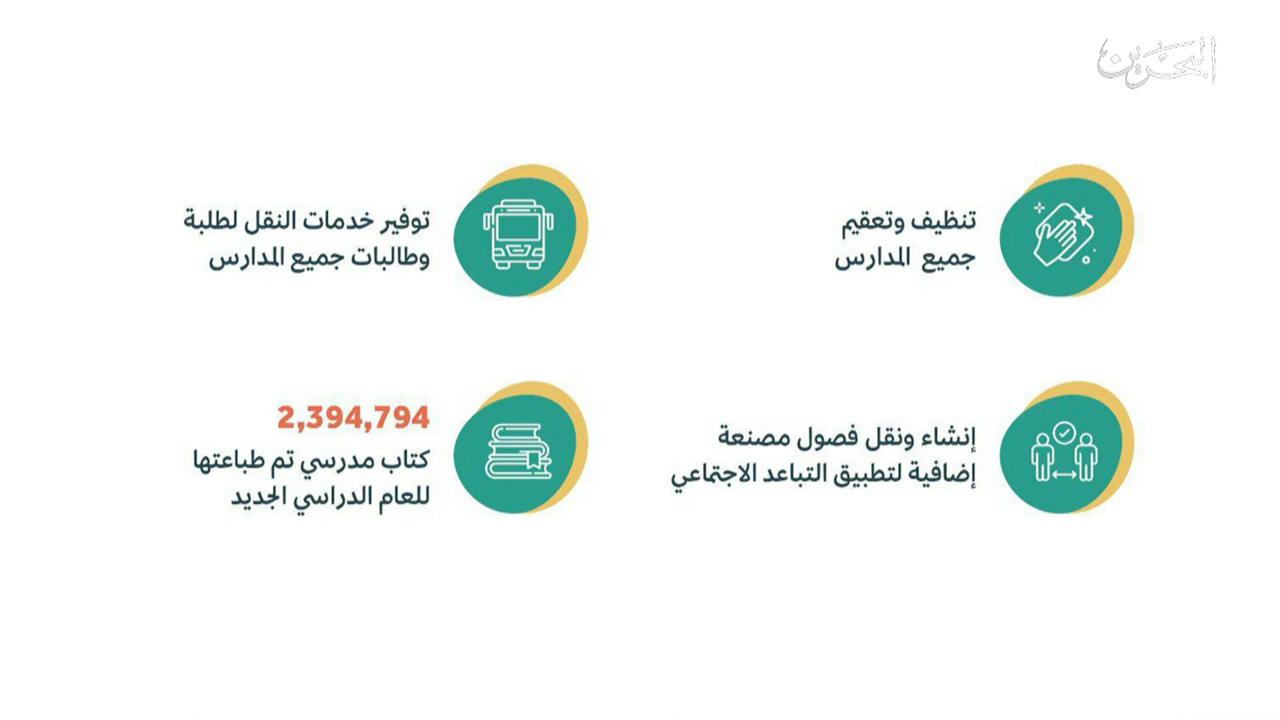 البحرين
تنظيف وتعقيم
جميع المدارس
توفير خدمات النقل لطلبة
وطالبات جميع المدارس
إنشاء ونقل فصول مصنعة
إضافية لتطبيق التباعد الاجتماعي
2,394,794
كتاب مدرسي تم طباعتها
للعام الدراسي الجديد